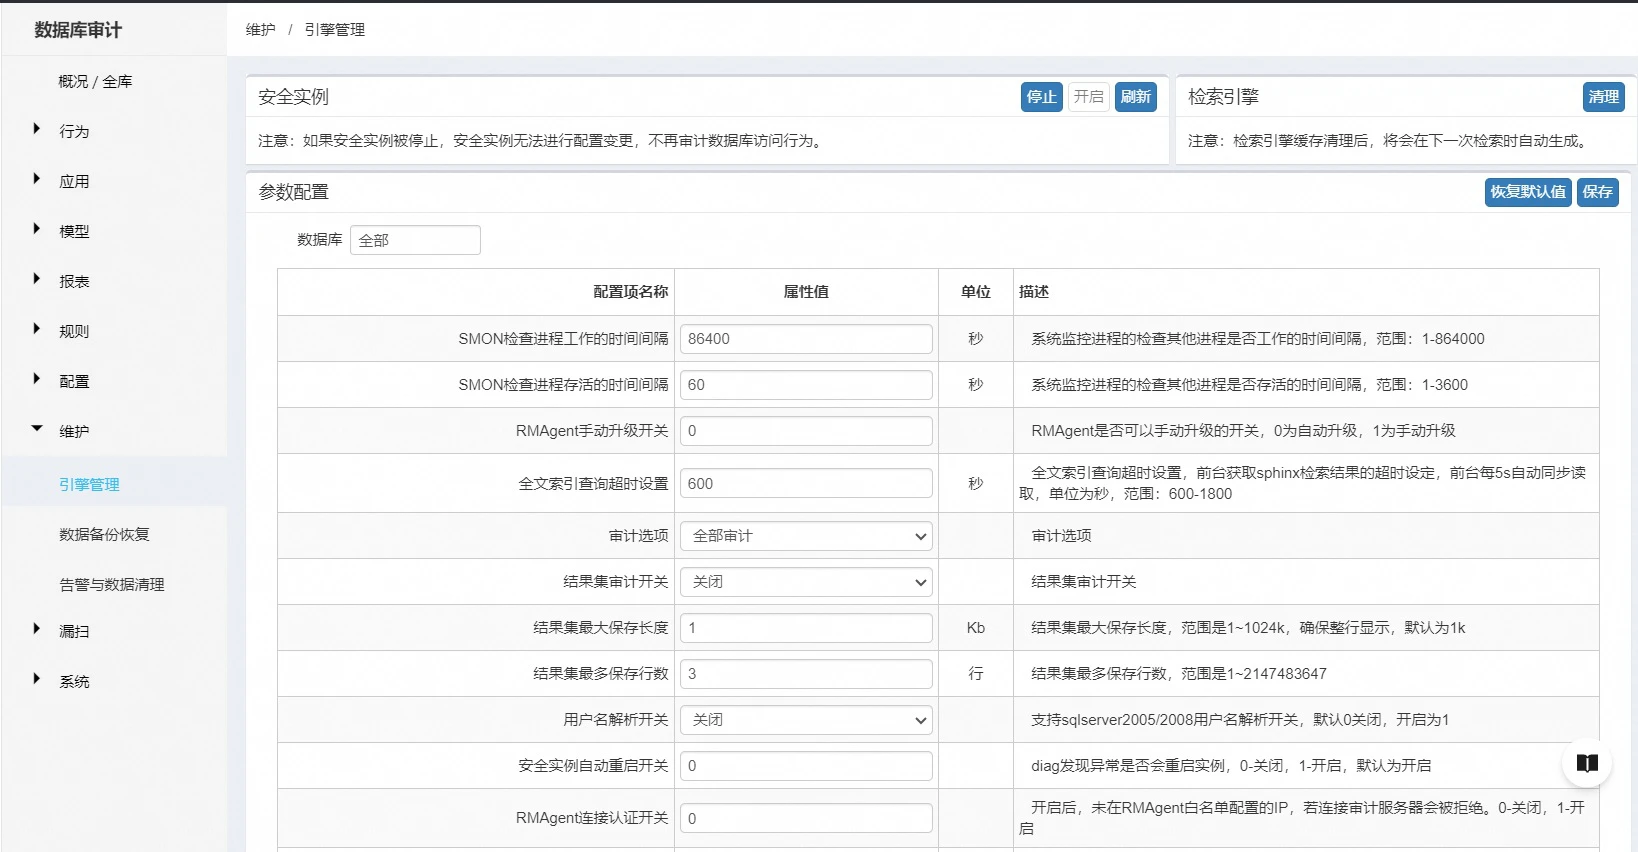 数据库审计
维护 / 引擎管理
概况 / 全库
行为
应用
模型
报表
规则
配置
维护
引擎管理
数据备份恢复
告警与数据清理
漏扫
系统
安全实例 停止 开启 刷新
注意：如果安全实例被停止，安全实例无法进行配置变更，不再审计数据库访问行为。
检索引擎 清理
注意：检索引擎缓存清理后，将会在下一次检索时自动生成。
参数配置 恢复默认值 保存
数据库 全部
配置项名称 属性值 单位 描述
SMON检查进程工作的时间间隔 86400 秒 系统监控进程的检查其他进程是否工作的时间间隔，范围：1-864000
SMON检查进程存活的时间间隔 60 秒 系统监控进程的检查其他进程是否存活的时间间隔，范围：1-3600
RMAgent手动升级开关 0 RMAgent是否可以手动升级的开关，0为自动升级，1为手动升级
全文索引查询超时设置 600 秒 全文索引查询超时设置，前台获取sphinx检索结果的超时设定，前台每5s自动同步读
取，单位为秒，范围：600-1800
审计选项 全部审计 审计选项
结果集审计开关 关闭 结果集审计开关
结果集最大保存长度 1 Kb 结果集最大保存长度，范围是1~1024k，确保整行显示，默认为1k
结果集最多保存行数 3 行 结果集最多保存行数，范围是1~2147483647
用户名解析开关 关闭 支持sqlserver2005/2008用户名解析开关，默认0关闭，开启为1
安全实例自动重启开关 0 diag发现异常是否会重启实例，0-关闭，1-开启，默认为开启
RMAgent连接认证开关 0 开启后，未在RMAgent白名单配置的IP，若连接审计服务器会被拒绝。0-关闭，1-开
启